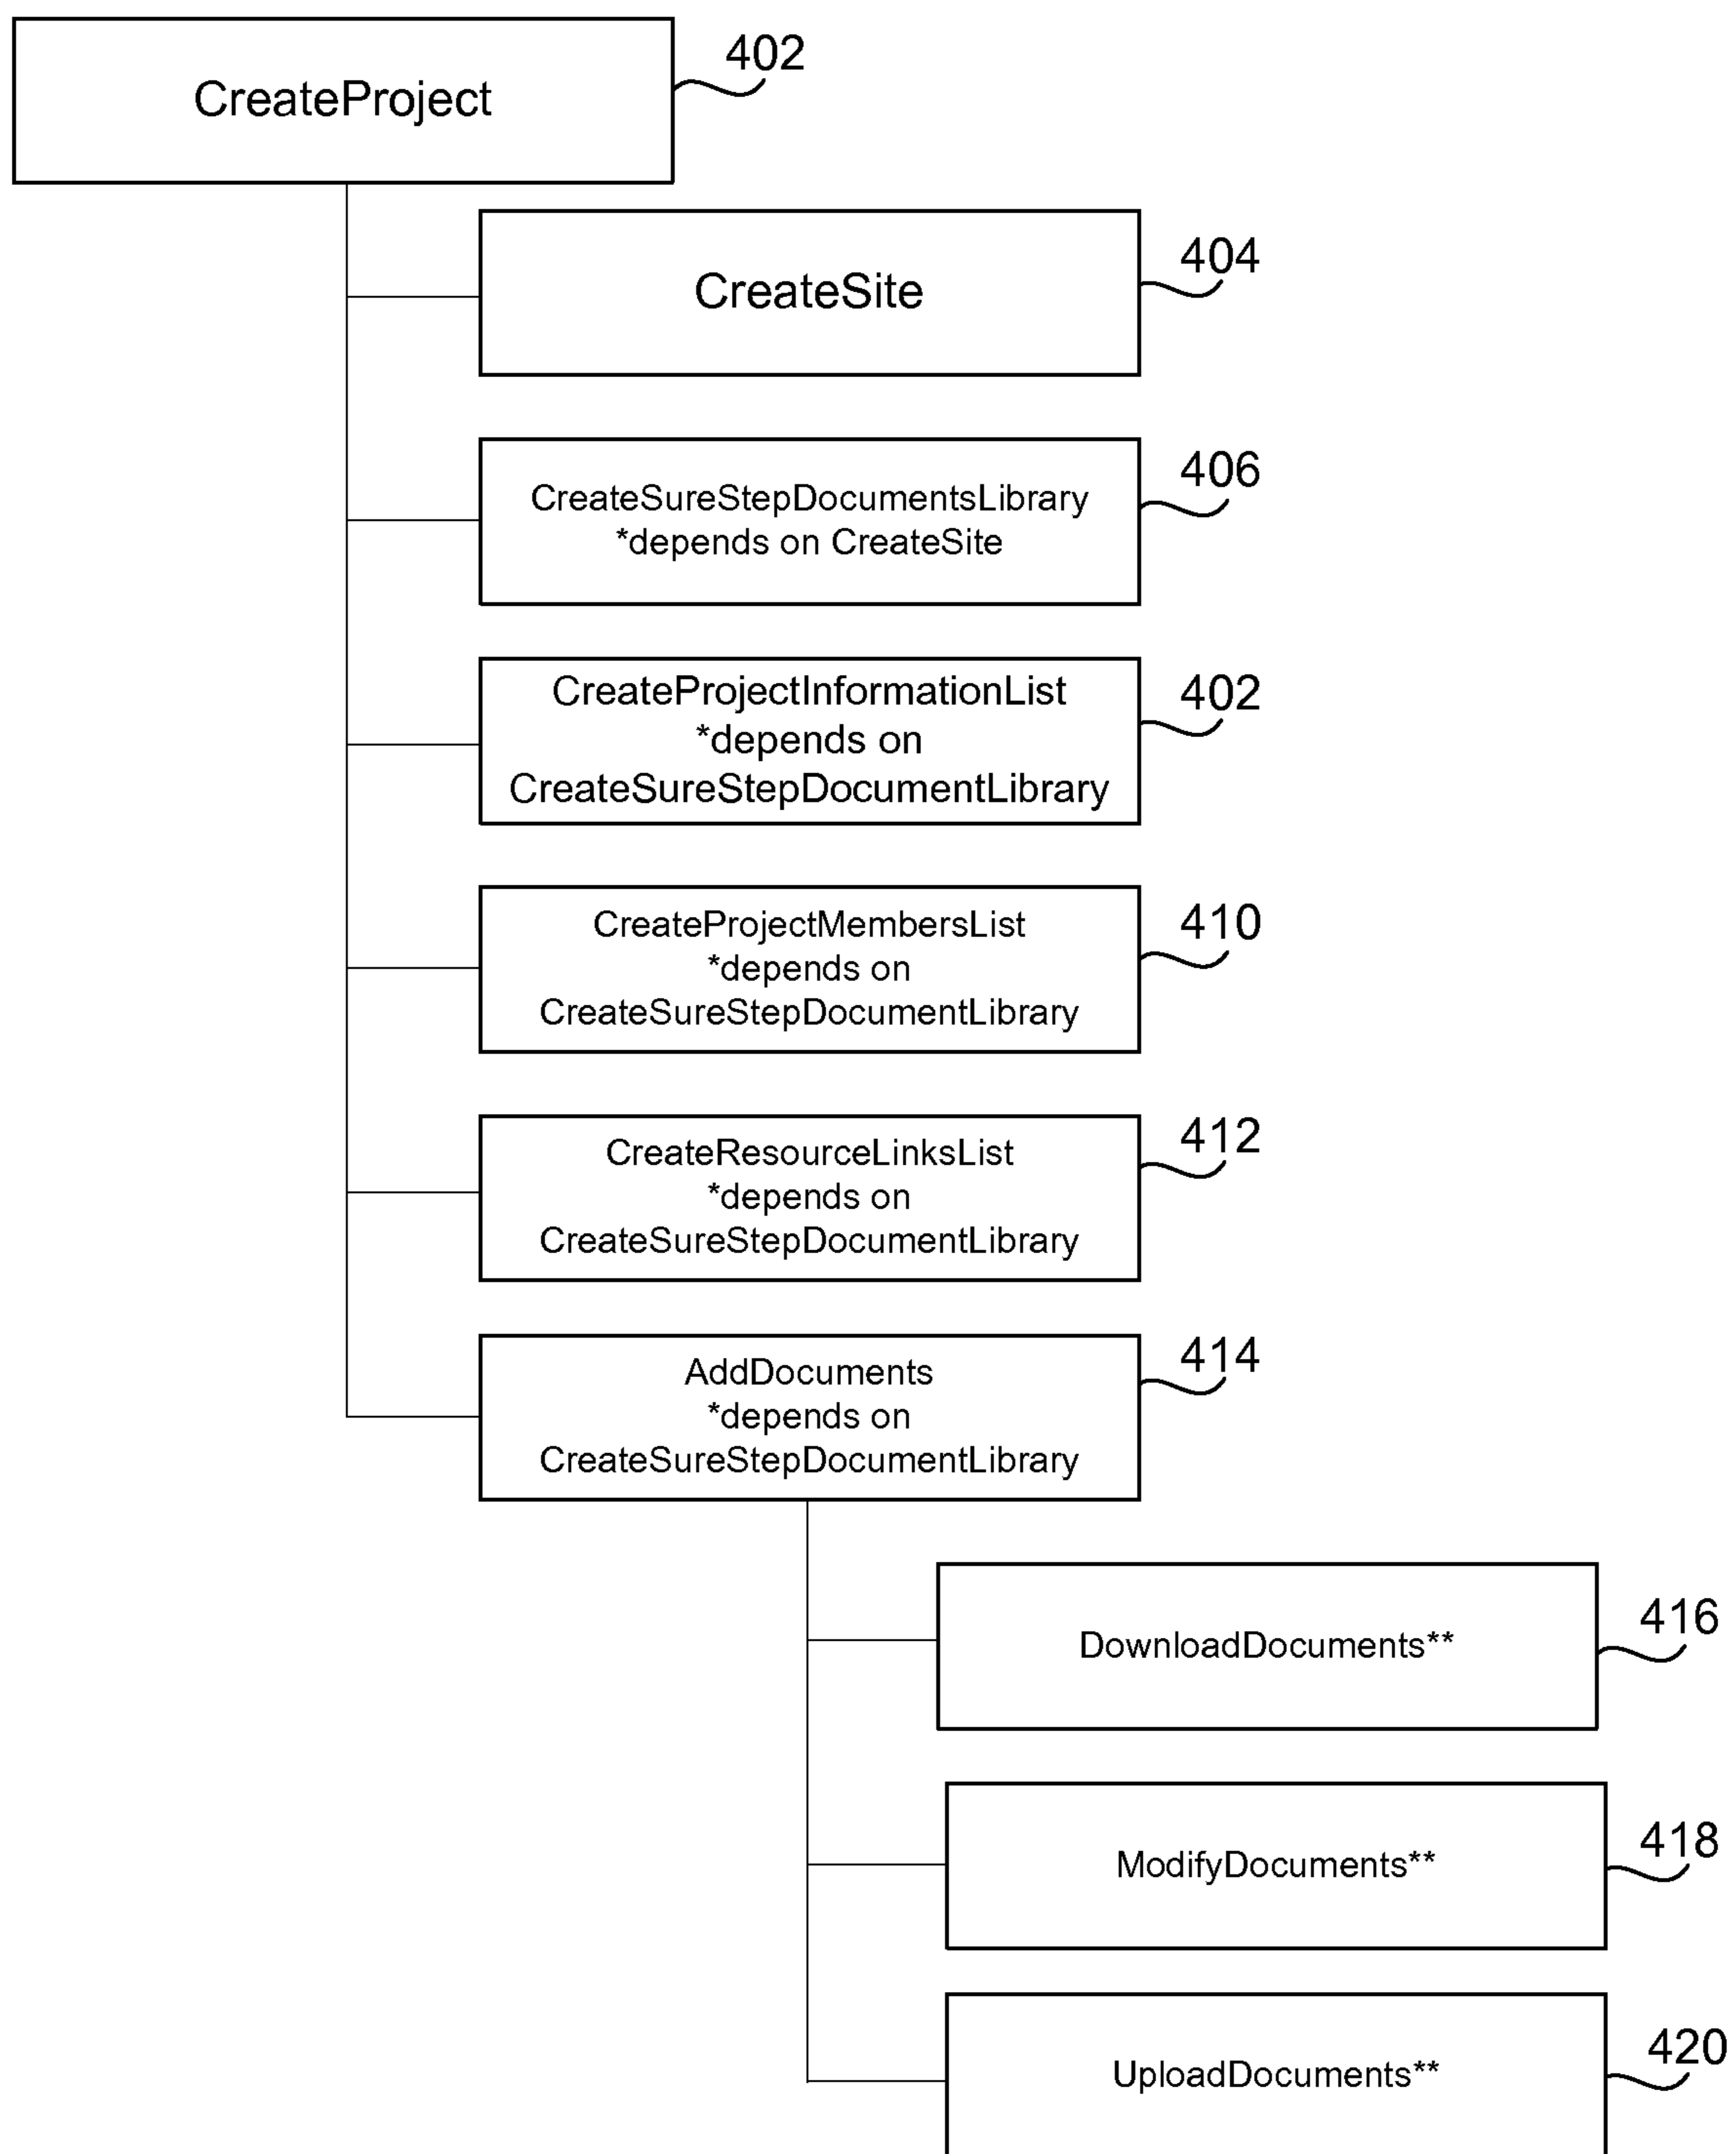 CreateProject
402
CreateSite
404
CreateSureStepDocumentsLibrary
*depends on CreateSite
406
CreateProjectInformationList
*depends on
CreateSureStepDocumentLibrary
402
CreateProjectMembersList
*depends on
CreateSureStepDocumentLibrary
410
CreateResourceLinksList
*depends on
CreateSureStepDocumentLibrary
412
AddDocuments
*depends on
CreateSureStepDocumentLibrary
414
DownloadDocuments**
416
ModifyDocuments**
418
UploadDocuments**
420